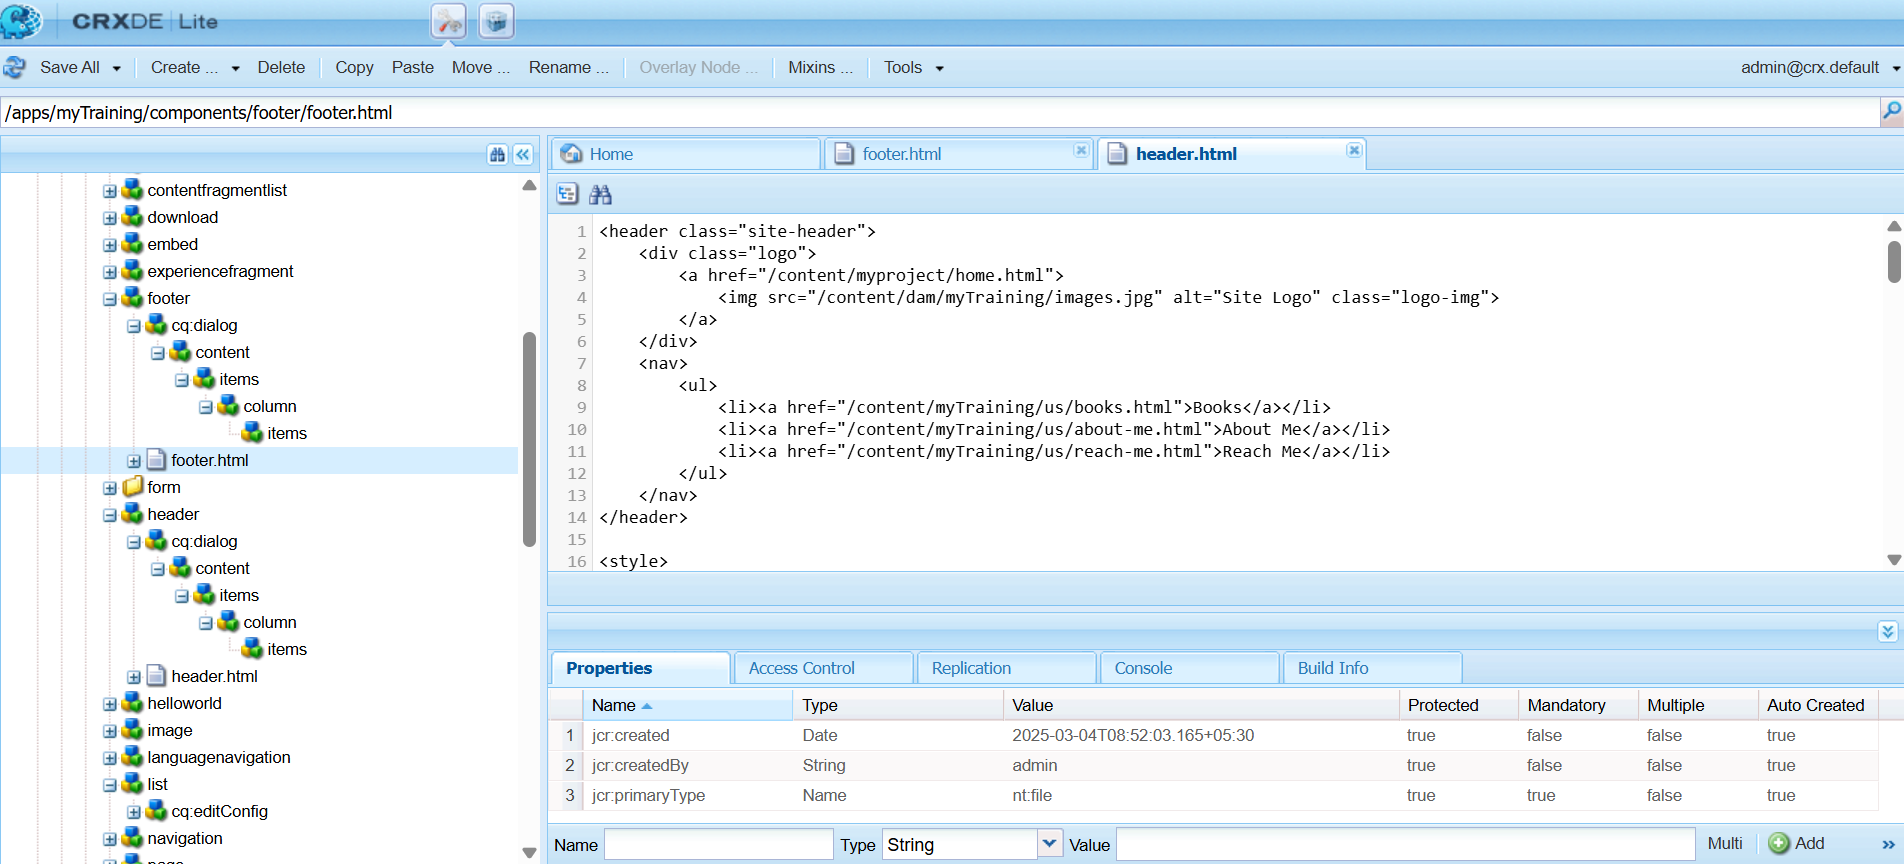 CRXDE | Lite
Save All Create ... Delete Copy Paste Move ... Rename ... Overlay Node ... Mixins ... Tools admin@crx.default
/apps/myTraining/components/footer/footer.html
Home footer.html header.html
contentfragmentlist
download
embed
experiencefragment
footer
cq:dialog
content
items
column
items
footer.html
form
header
cq:dialog
content
items
column
items
header.html
helloworld
image
languagenavigation
list
cq:editConfig
navigation
1 <header class="site-header">
2 <div class="logo">
3 <a href="/content/myproject/home.html">
4 <img src="/content/dam/myTraining/images.jpg" alt="Site Logo" class="logo-img">
5 </a>
6 </div>
7 <nav>
8 <ul>
9 <li><a href="/content/myTraining/us/books.html">Books</a></li>
10 <li><a href="/content/myTraining/us/about-me.html">About Me</a></li>
11 <li><a href="/content/myTraining/us/reach-me.html">Reach Me</a></li>
12 </ul>
13 </nav>
14 </header>
15
16 <style>
Properties Access Control Replication Console Build Info
Name Type Value Protected Mandatory Multiple Auto Created
1 jcr:created Date 2025-03-04T08:52:03.165+05:30 true false false true
2 jcr:createdBy String admin true false false true
3 jcr:primaryType Name nt:file true true false true
Name Type String Value Multi Add